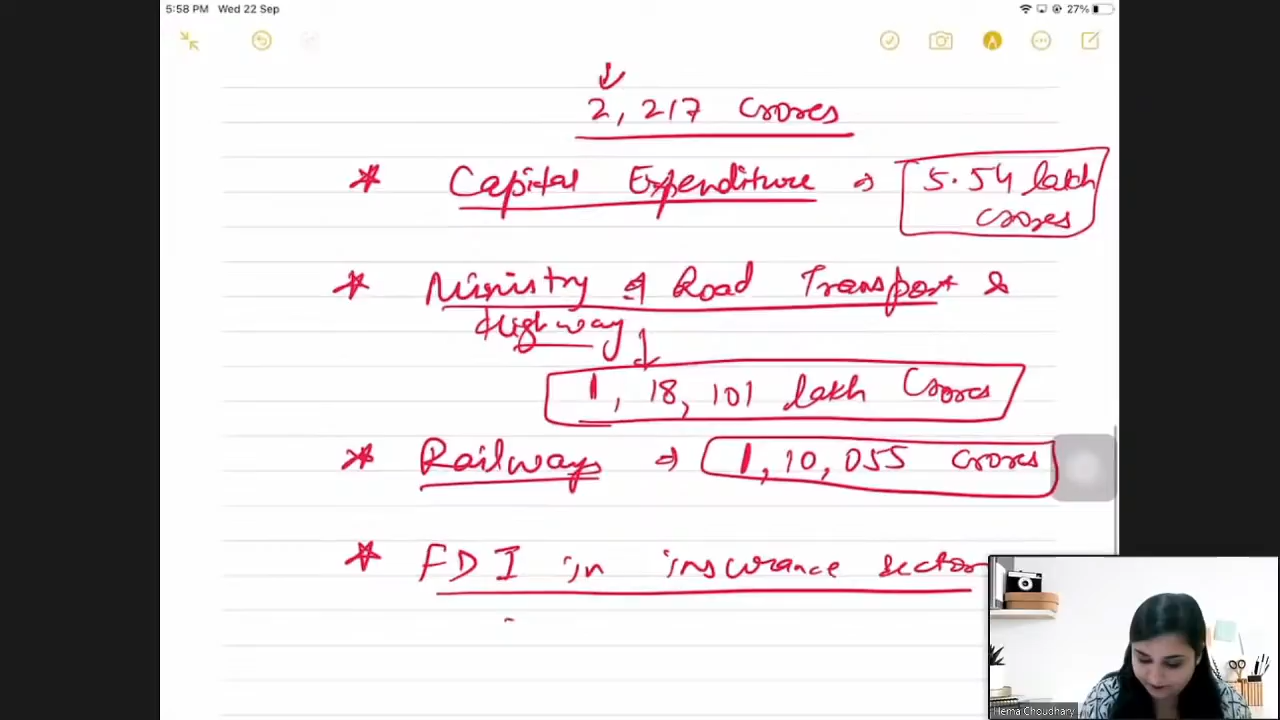 5:58 PM Wed 22 Sep
27%
2,217 crores
* Capital Expenditure ⇒ 5.54 lakh
crores
* Ministry of Road Transport &
Highway
1,18,101 lakh Crores
* Railways ⇒ 1,10,055 crores
* FDI in insurance sector
Hema Choudhary